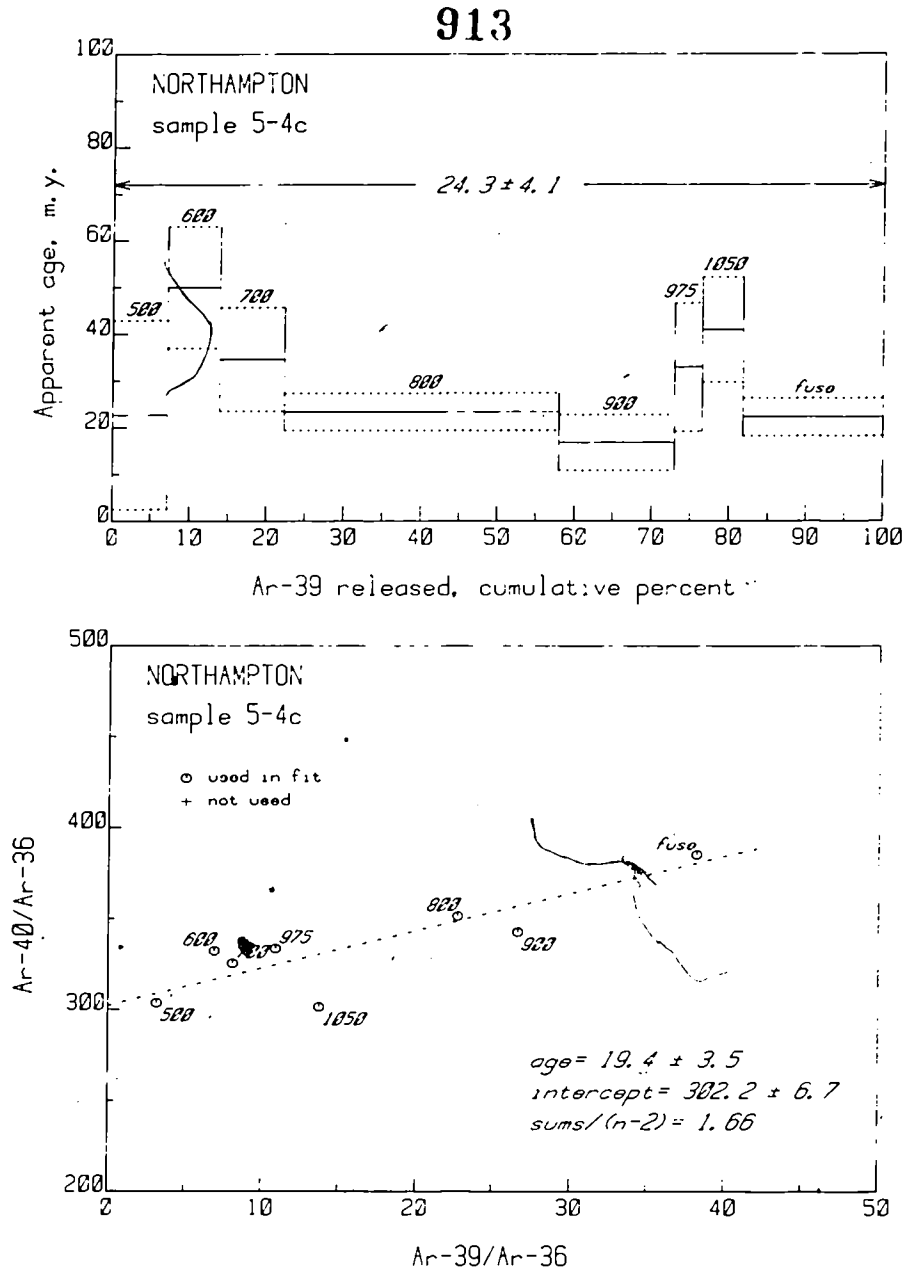 913
NORTHAMPTON
sample 5-4c
24.3 ± 4.1
500
600
700
800
900
975
1050
fuse
Apparent age, m. y.
100
80
60
40
20
0
0 10 20 30 40 50 60 70 80 90 100
Ar-39 released, cumulative percent
NORTHAMPTON
sample 5-4c
used in fit
+ not used
500
400
300
200
Ar-40/Ar-36
500
600
975
1050
800
900
fuse
age= 19.4 ± 3.5
intercept= 302.2 ± 6.7
sums/(n-2)= 1.66
0 10 20 30 40 50
Ar-39/Ar-36